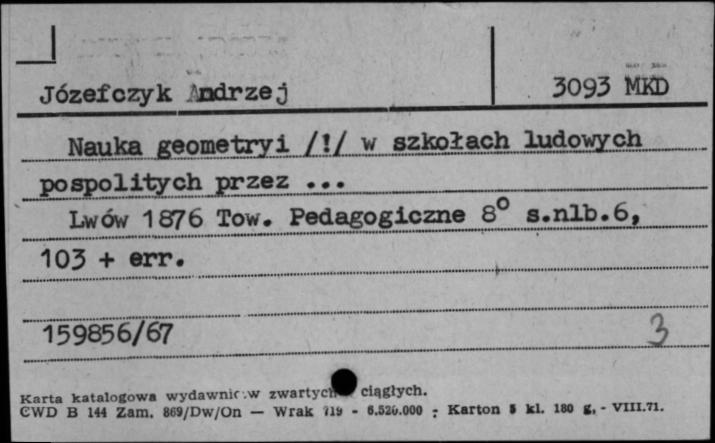 Józefczyk Andrzej 3093 MKD
Nauka geometryi /!/ w szkołach ludowych
pospolitych przez ...
Lwów 1876 Tow. Pedagogiczne 8° s.nlb.6,
103 + err.
159856/67 3
Karta katalogowa wydawnic w zwartych ciągłych.
CWD B 144 Zam. 869/Dw/On — Wrak 719 - 6.520.000 - Karton 5 kl. 180 g. - VIII.71.